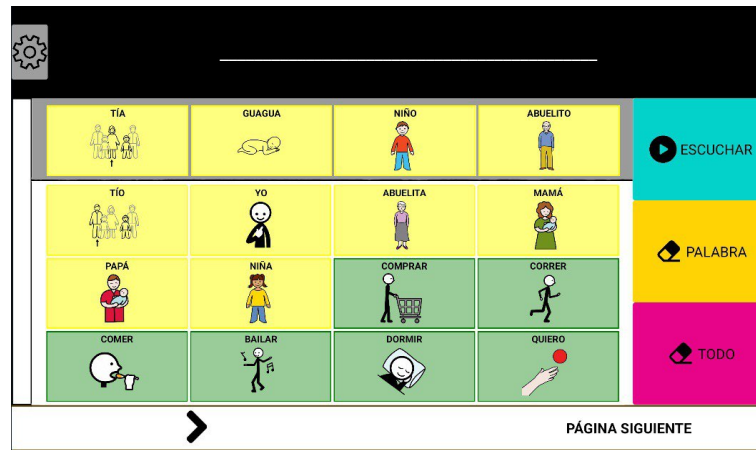 TÍA
GUAGUA
NIÑO
ABUELITO
ESCUCHAR
TÍO
YO
ABUELITA
MAMÁ
PALABRA
PAPÁ
NIÑA
COMPRAR
CORRER
COMER
BAILAR
DORMIR
QUIERO
TODO
PÁGINA SIGUIENTE